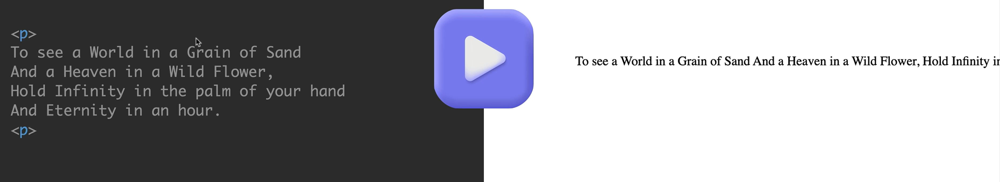 <p>
To see a World in a Grain of Sand
And a Heaven in a Wild Flower,
Hold Infinity in the palm of your hand
And Eternity in an hour.
<p>
To see a World in a Grain of Sand And a Heaven in a Wild Flower, Hold Infinity